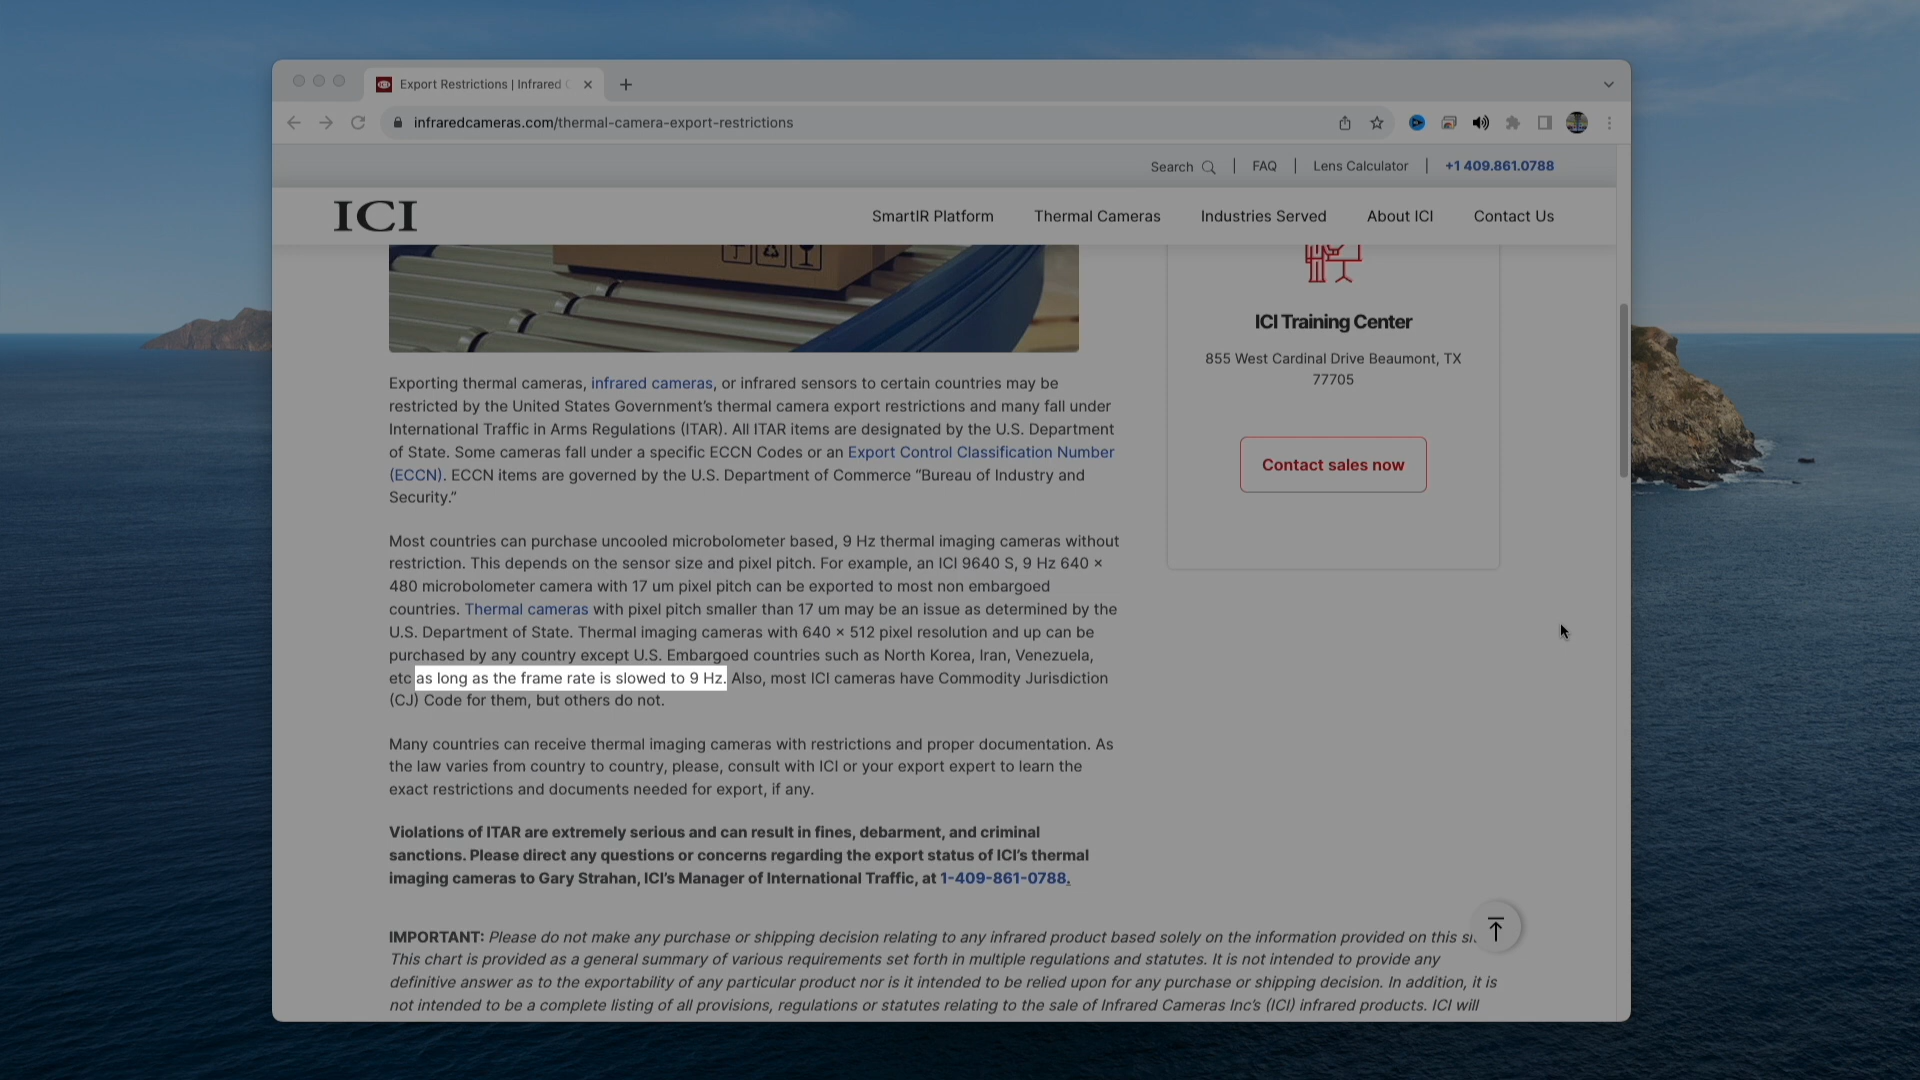 Export Restrictions | Infrared
infraredcameras.com/thermal-camera-export-restrictions
Search | FAQ | Lens Calculator | +1 409.861.0788
ICI
SmartIR Platform Thermal Cameras Industries Served About ICI Contact Us
ICI Training Center
855 West Cardinal Drive Beaumont, TX
77705
Contact sales now
Exporting thermal cameras, infrared cameras, or infrared sensors to certain countries may be
restricted by the United States Government’s thermal camera export restrictions and many fall under
International Traffic in Arms Regulations (ITAR). All ITAR items are designated by the U.S. Department
of State. Some cameras fall under a specific ECCN Codes or an Export Control Classification Number
(ECCN). ECCN items are governed by the U.S. Department of Commerce “Bureau of Industry and
Security.”
Most countries can purchase uncooled microbolometer based, 9 Hz thermal imaging cameras without
restriction. This depends on the sensor size and pixel pitch. For example, an ICI 9640 S, 9 Hz 640 ×
480 microbolometer camera with 17 um pixel pitch can be exported to most non embargoed
countries. Thermal cameras with pixel pitch smaller than 17 um may be an issue as determined by the
U.S. Department of State. Thermal imaging cameras with 640 × 512 pixel resolution and up can be
purchased by any country except U.S. Embargoed countries such as North Korea, Iran, Venezuela,
etc as long as the frame rate is slowed to 9 Hz. Also, most ICI cameras have Commodity Jurisdiction
(CJ) Code for them, but others do not.
Many countries can receive thermal imaging cameras with restrictions and proper documentation. As
the law varies from country to country, please, consult with ICI or your export expert to learn the
exact restrictions and documents needed for export, if any.
Violations of ITAR are extremely serious and can result in fines, debarment, and criminal
sanctions. Please direct any questions or concerns regarding the export status of ICI’s thermal
imaging cameras to Gary Strahan, ICI’s Manager of International Traffic, at 1-409-861-0788.
IMPORTANT: Please do not make any purchase or shipping decision relating to any infrared product based solely on the information provided on this
This chart is provided as a general summary of various requirements set forth in multiple regulations and statutes. It is not intended to provide any
definitive answer as to the exportability of any particular product nor is it intended to be relied upon for any purchase or shipping decision. In addition, it is
not intended to be a complete listing of all provisions, regulations or statutes relating to the sale of Infrared Cameras Inc’s (ICI) infrared products. ICI will